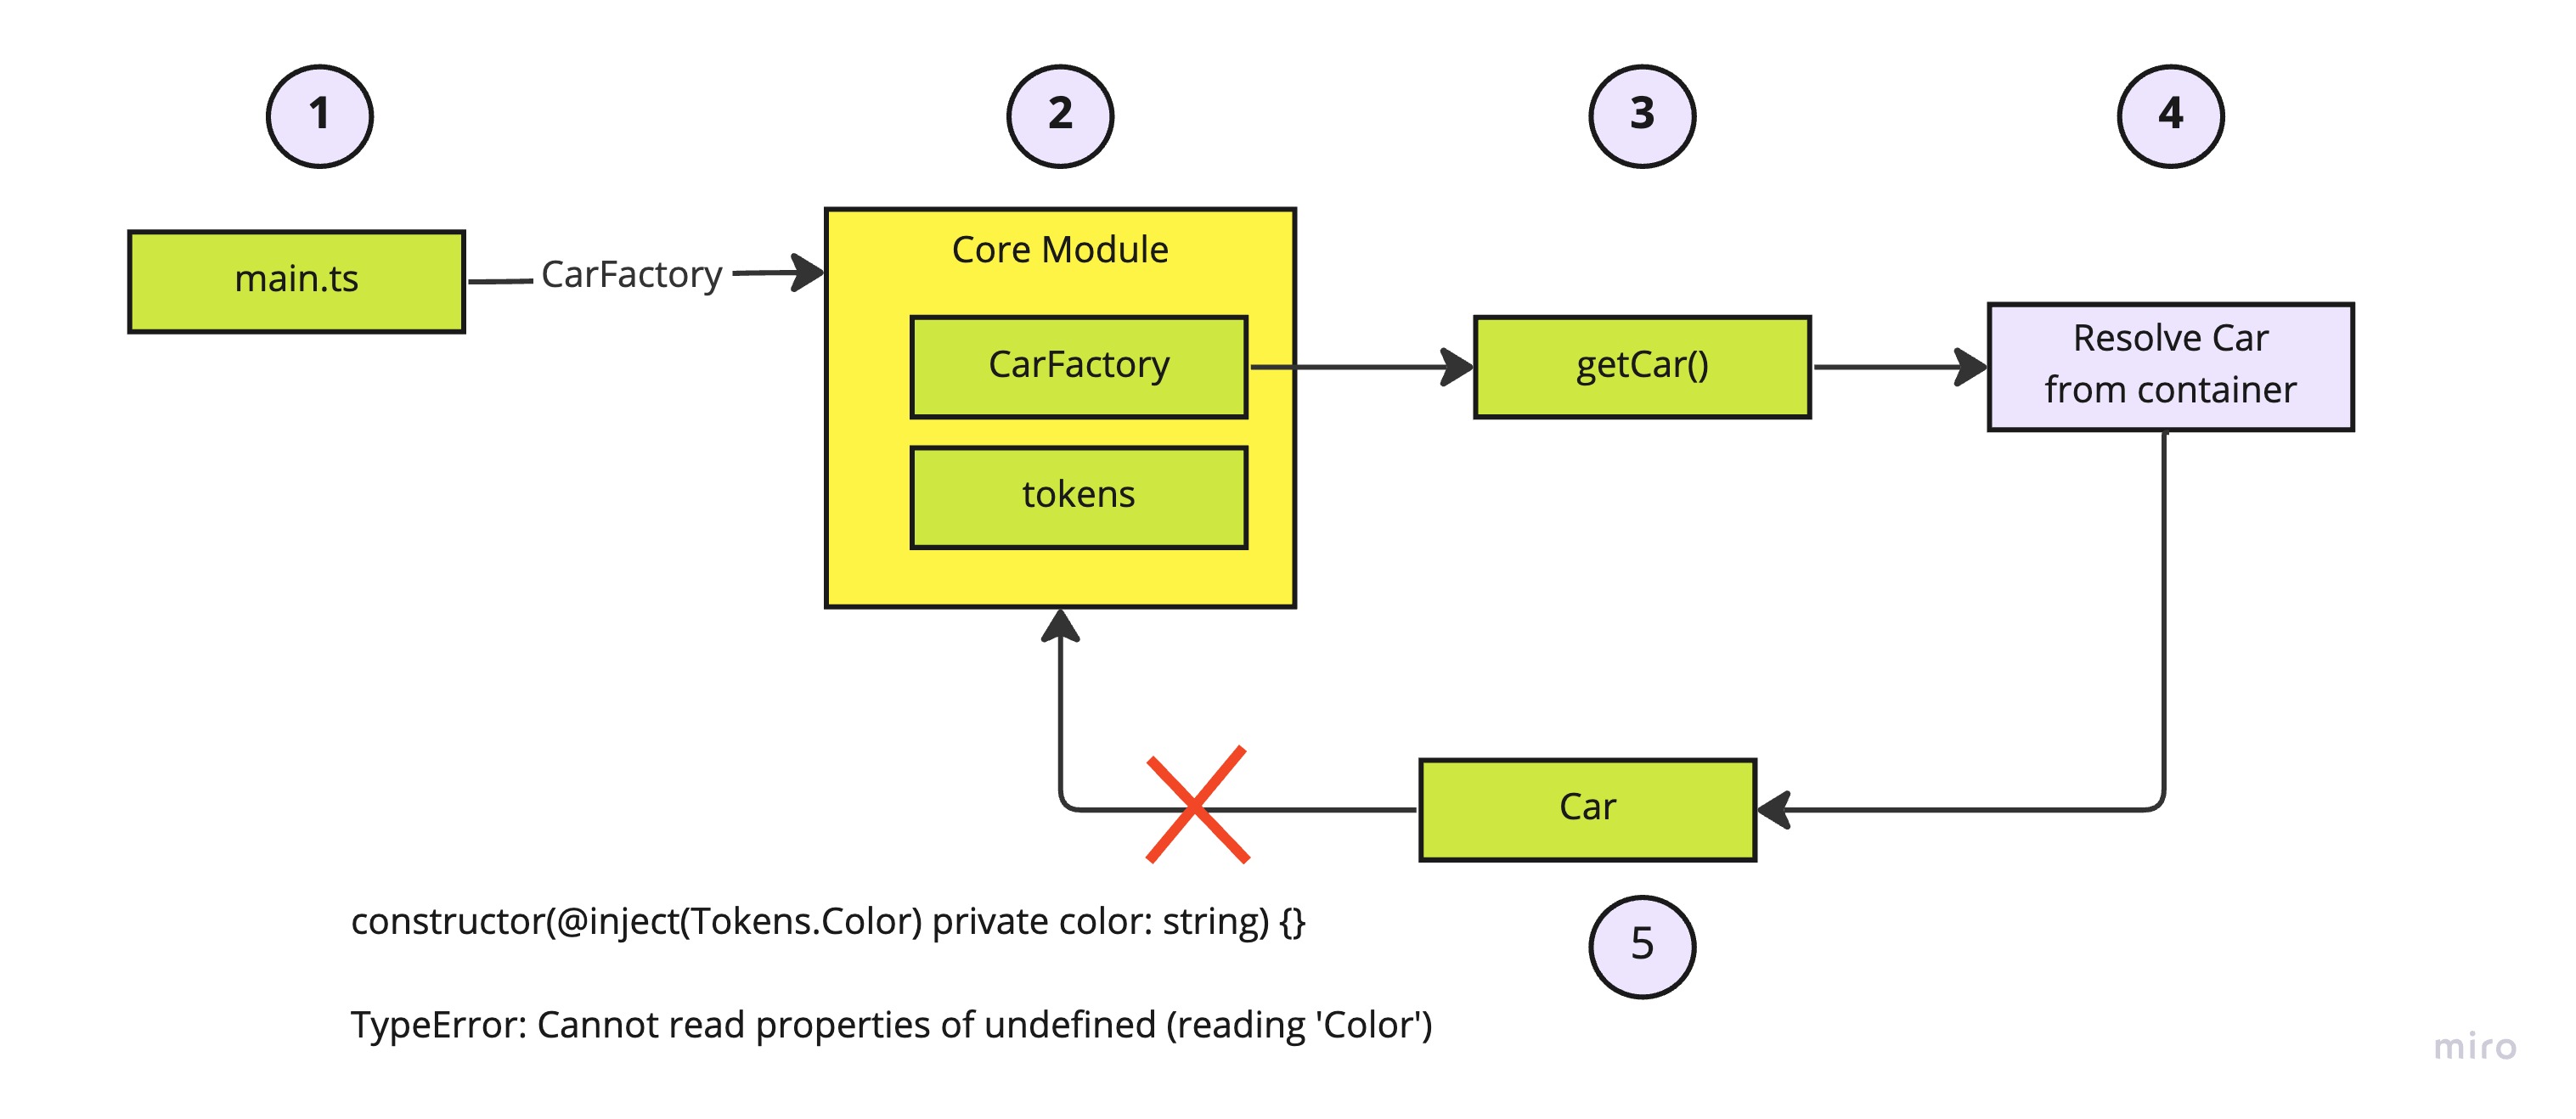 1
2
3
4
main.ts
CarFactory
Core Module
CarFactory
tokens
getCar()
Resolve Car
from container
Car
5
constructor(@inject(Tokens.Color) private color: string) {}
TypeError: Cannot read properties of undefined (reading 'Color')
miro